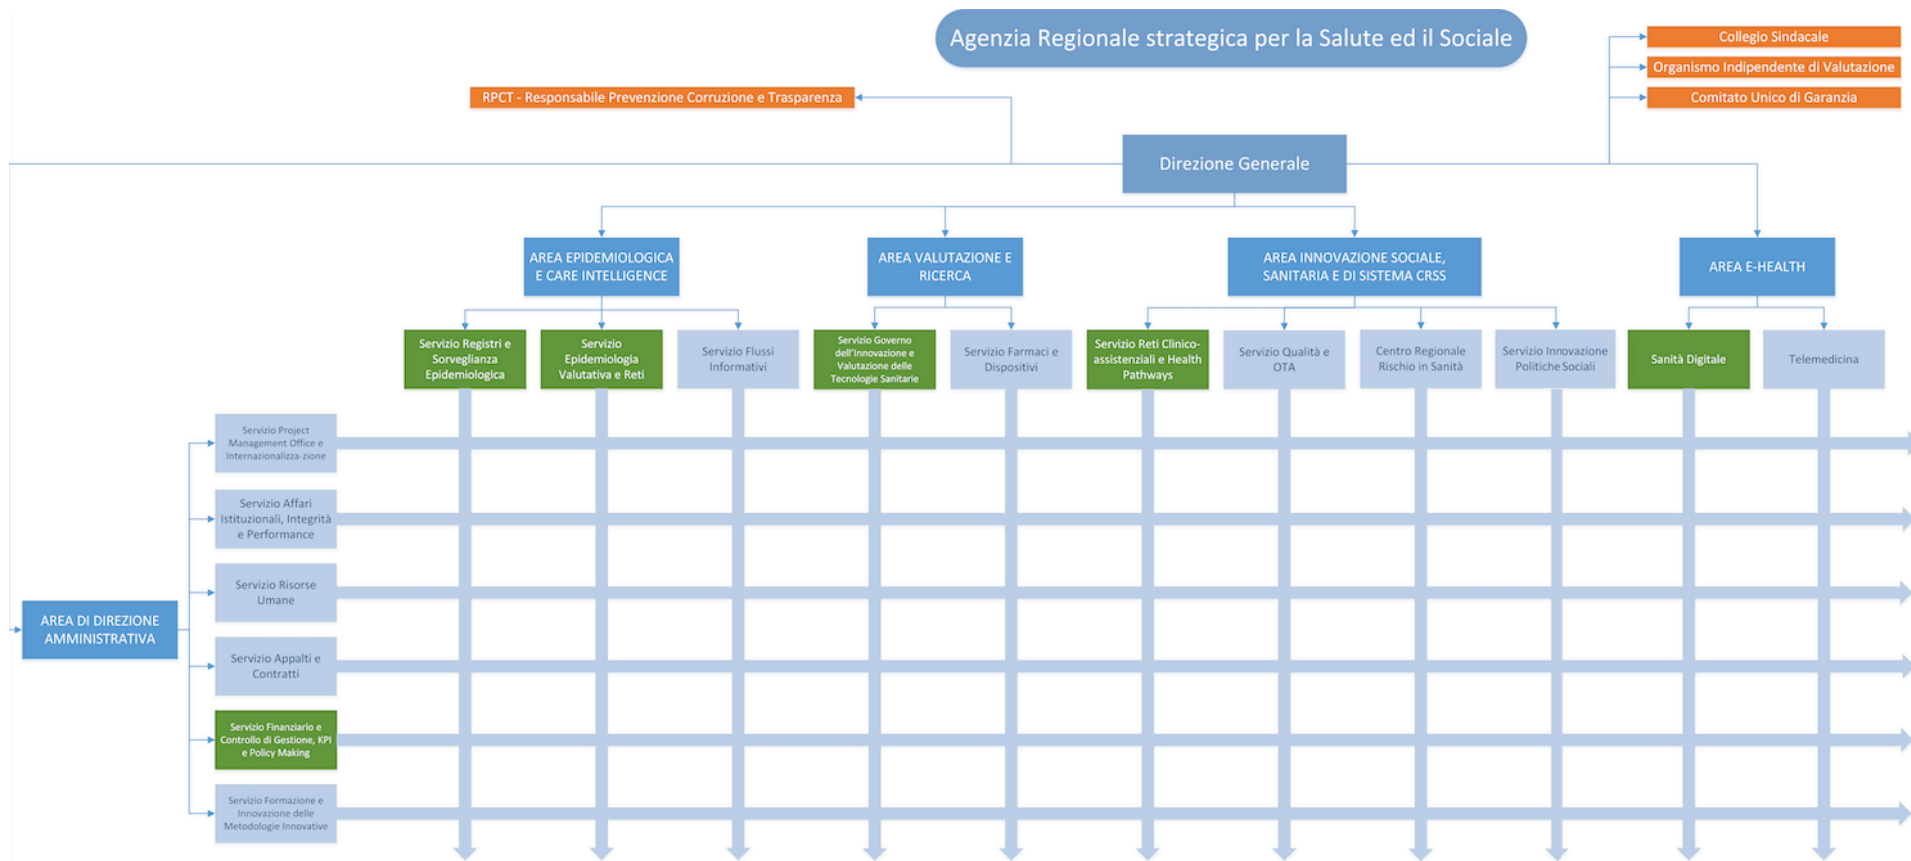 Agenzia Regionale strategica per la Salute ed il Sociale
Collegio Sindacale
Organismo Indipendente di Valutazione
Comitato Unico di Garanzia
RPCT - Responsabile Prevenzione Corruzione e Trasparenza
Direzione Generale
AREA EPIDEMIOLOGICA
E CARE INTELLIGENCE
AREA VALUTAZIONE E
RICERCA
AREA INNOVAZIONE SOCIALE,
SANITARIA E DI SISTEMA CRSS
AREA E-HEALTH
Servizio Registri e
Sorveglianza
Epidemiologica
Servizio
Epidemiologia
Valutativa e Reti
Servizio Flussi
Informativi
Servizio Governo
dell'Innovazione e
Valutazione delle
Tecnologie Sanitarie
Servizio Farmaci e
Dispositivi
Servizio Reti Clinico-
assistenziali e Health
Pathways
Servizio Qualità e
OTA
Centro Regionale
Rischio in Sanità
Servizio Innovazione
Politiche Sociali
Sanità Digitale
Telemedicina
AREA DI DIREZIONE
AMMINISTRATIVA
Servizio Project
Management Office e
Internazionalizza-zione
Servizio Affari
Istituzionali, Integrità
e Performance
Servizio Risorse
Umane
Servizio Appalti e
Contratti
Servizio Finanziario e
Controllo di Gestione, KPI
e Policy Making
Servizio Formazione e
Innovazione delle
Metodologie Innovative